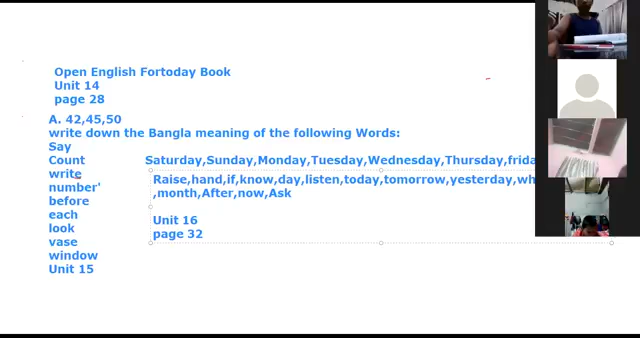 Open English Fortoday Book
Unit 14
page 28
A. 42,45,50
write down the Bangla meaning of the following Words:
Say
Count
write
number'
before
each
look
vase
window
Unit 15
Saturday,Sunday,Monday,Tuesday,Wednesday,Thursday,frida
Raise,hand,if,know,day,listen,today,tomorrow,yesterday,
,month,After,now,Ask
Unit 16
page 32